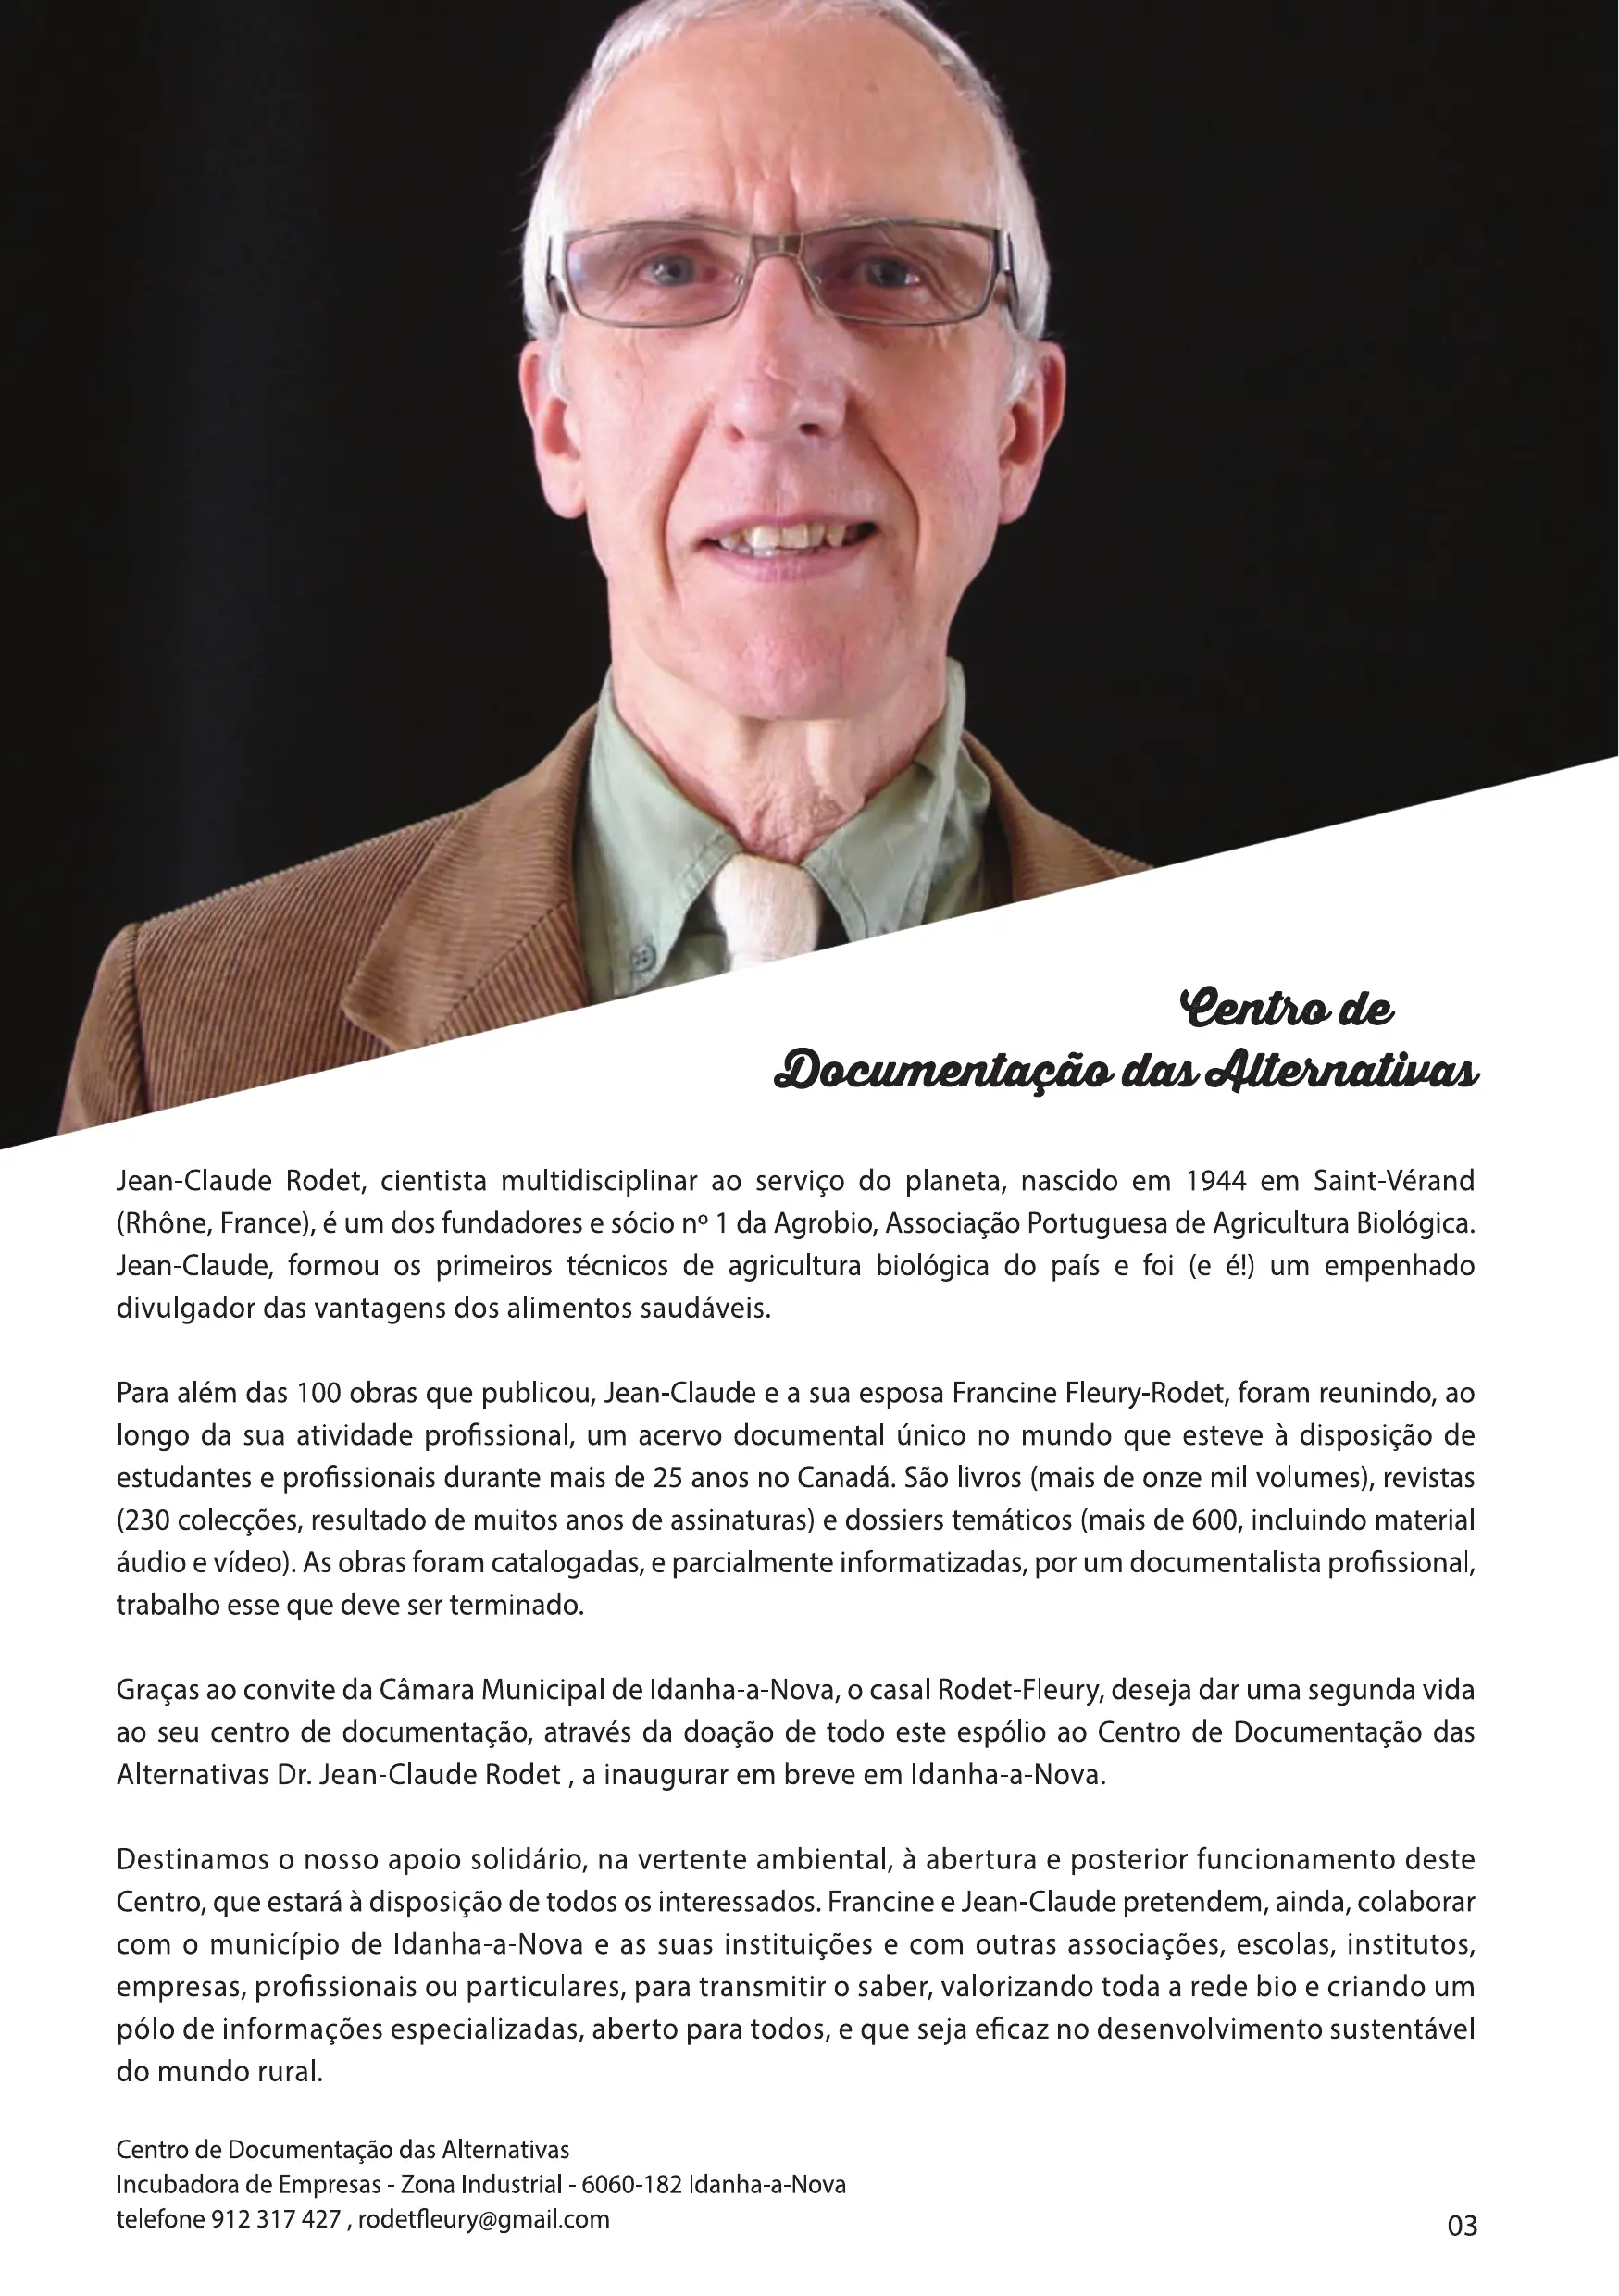 Centro de
Documentação das Alternativas
Jean-Claude Rodet, cientista multidisciplinar ao serviço do planeta, nascido em 1944 em Saint-Vérand
(Rhône, France), é um dos fundadores e sócio nº 1 da Agrobio, Associação Portuguesa de Agricultura Biológica.
Jean-Claude, formou os primeiros técnicos de agricultura biológica do país e foi (e é!) um empenhado
divulgador das vantagens dos alimentos saudáveis.
Para além das 100 obras que publicou, Jean-Claude e a sua esposa Francine Fleury-Rodet, foram reunindo, ao
longo da sua atividade profissional, um acervo documental único no mundo que esteve à disposição de
estudantes e profissionais durante mais de 25 anos no Canadá. São livros (mais de onze mil volumes), revistas
(230 colecções, resultado de muitos anos de assinaturas) e dossiers temáticos (mais de 600, incluindo material
áudio e vídeo). As obras foram catalogadas, e parcialmente informatizadas, por um documentalista profissional,
trabalho esse que deve ser terminado.
Graças ao convite da Câmara Municipal de Idanha-a-Nova, o casal Rodet-Fleury, deseja dar uma segunda vida
ao seu centro de documentação, através da doação de todo este espólio ao Centro de Documentação das
Alternativas Dr. Jean-Claude Rodet , a inaugurar em breve em Idanha-a-Nova.
Destinamos o nosso apoio solidário, na vertente ambiental, à abertura e posterior funcionamento deste
Centro, que estará à disposição de todos os interessados. Francine e Jean-Claude pretendem, ainda, colaborar
com o município de Idanha-a-Nova e as suas instituições e com outras associações, escolas, institutos,
empresas, profissionais ou particulares, para transmitir o saber, valorizando toda a rede bio e criando um
pólo de informações especializadas, aberto para todos, e que seja eficaz no desenvolvimento sustentável
do mundo rural.
Centro de Documentação das Alternativas
Incubadora de Empresas - Zona Industrial - 6060-182 Idanha-a-Nova
telefone 912 317 427 , rodetfleury@gmail.com
03